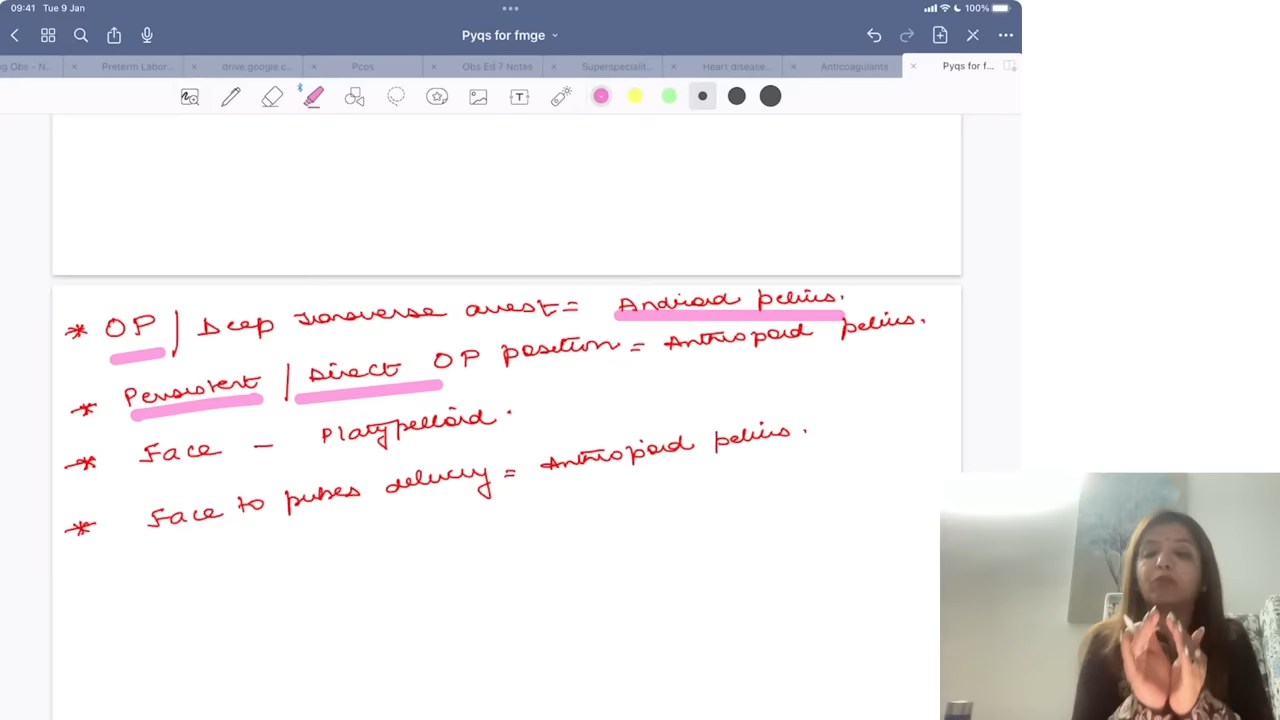 09:41 Tue 9 Jan
100%
Pyqs for fmge
g Obs - N...
Preterm Labor...
drive.google.c...
Pcos
Obs Ed 7 Notes
Superspecialit...
Heart disease...
Anticoagulants
Pyqs for f...
* OP / Deep transverse arrest = Android pelvis.
* Persistent / Direct OP position = Anthropoid pelvis.
* Face - Platypelloid.
* Face to pubes delivery = Anthropoid pelvis.